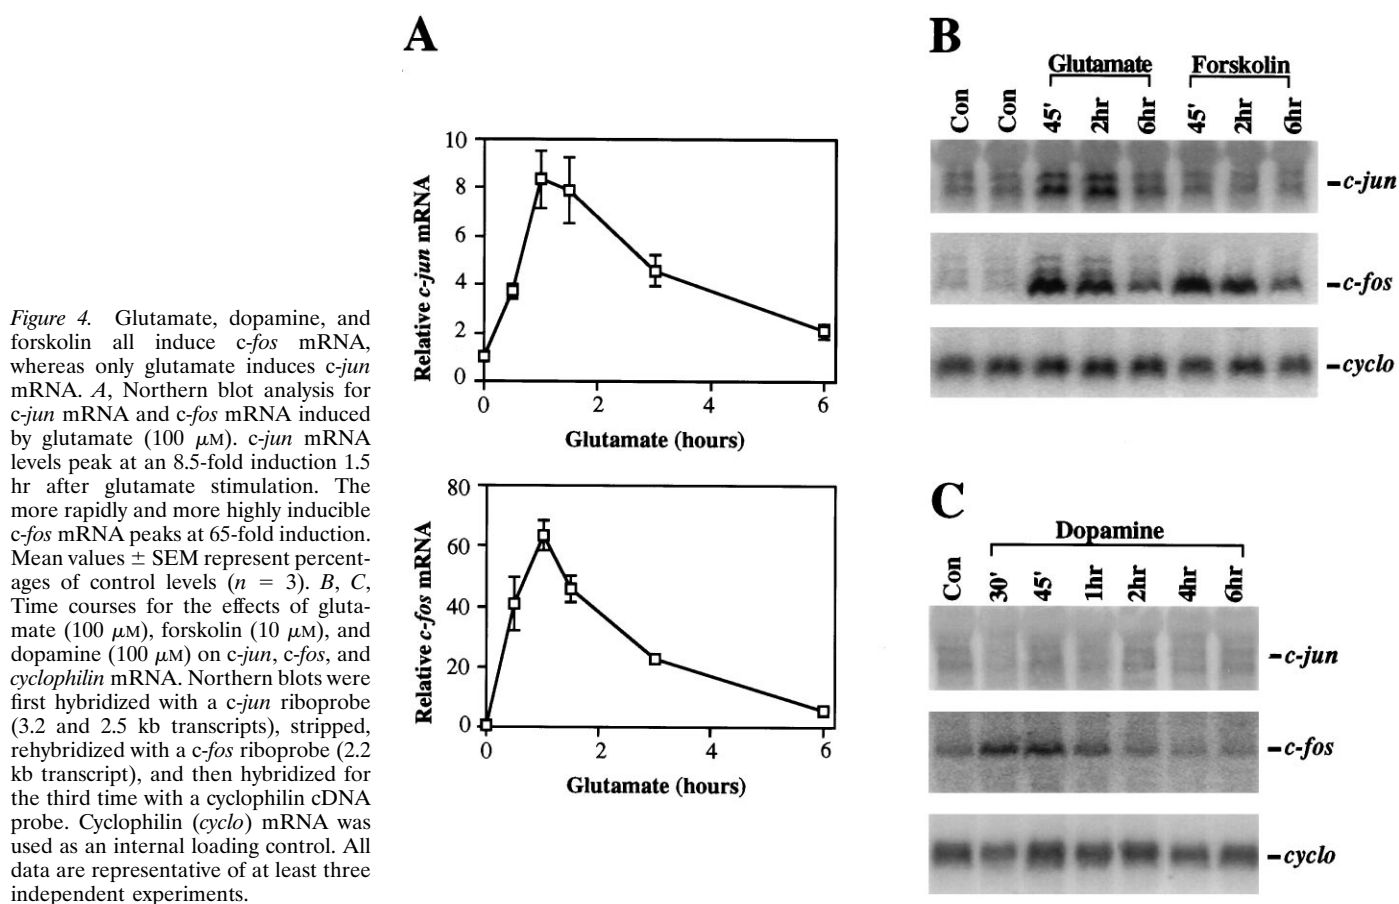 Figure 4. Glutamate, dopamine, and
forskolin all induce c-fos mRNA,
whereas only glutamate induces c-jun
mRNA. A, Northern blot analysis for
c-jun mRNA and c-fos mRNA induced
by glutamate (100 μM). c-jun mRNA
levels peak at an 8.5-fold induction 1.5
hr after glutamate stimulation. The
more rapidly and more highly inducible
c-fos mRNA peaks at 65-fold induction.
Mean values ± SEM represent percent-
ages of control levels (n = 3). B, C,
Time courses for the effects of gluta-
mate (100 μM), forskolin (10 μM), and
dopamine (100 μM) on c-jun, c-fos, and
cyclophilin mRNA. Northern blots were
first hybridized with a c-jun riboprobe
(3.2 and 2.5 kb transcripts), stripped,
rehybridized with a c-fos riboprobe (2.2
kb transcript), and then hybridized for
the third time with a cyclophilin cDNA
probe. Cyclophilin (cyclo) mRNA was
used as an internal loading control. All
data are representative of at least three
independent experiments.
A
Relative c-jun mRNA
10
8
6
4
2
0
0 2 4 6
Glutamate (hours)
Relative c-fos mRNA
80
60
40
20
0
0 2 4 6
Glutamate (hours)
B
Glutamate Forskolin
Con Con 45' 2hr 6hr 45' 2hr 6hr
-c-jun
-c-fos
-cyclo
C
Dopamine
Con 30' 45' 1hr 2hr 4hr 6hr
-c-jun
-c-fos
-cyclo